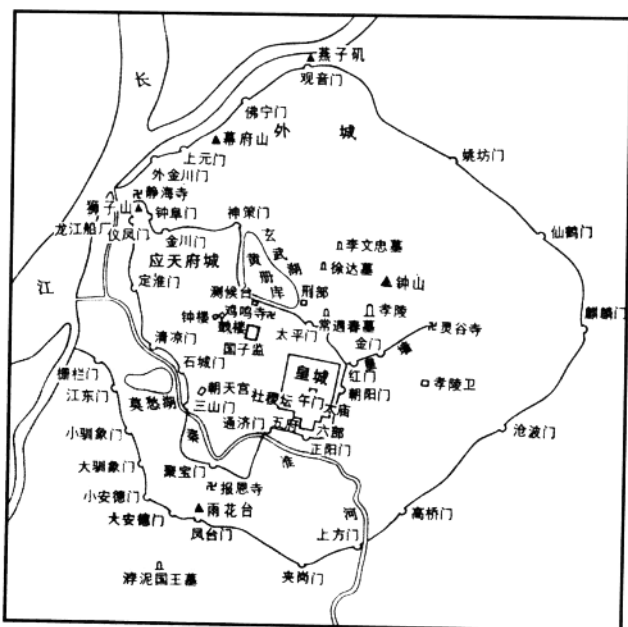 燕子矶
长
观音门
佛宁门
外城
幕府山
姚坊门
上元门
外金川门
静海寺
狮子山
钟阜门
神策门
龙江船厂
仪凤门
金川门
玄武湖
李文忠墓
仙鹤门
应天府城
黄册库
徐达墓
钟山
江
定淮门
测候台
刑部
鸡鸣寺
孝陵
麒麟门
钟楼
鼓楼
太平门
常遇春墓
灵谷寺
国子监
金门
清凉门
石城门
皇城
红门
栅栏门
朝天宫
朝阳门
孝陵卫
江东门
莫愁湖
社稷坛
午门
太庙
三山门
小驯象门
秦
通济门
五府
六部
沧波门
正阳门
大驯象门
聚宝门
淮
报恩寺
小安德门
雨花台
河
大安德门
高桥门
凤台门
上方门
浡泥国王墓
夹岗门